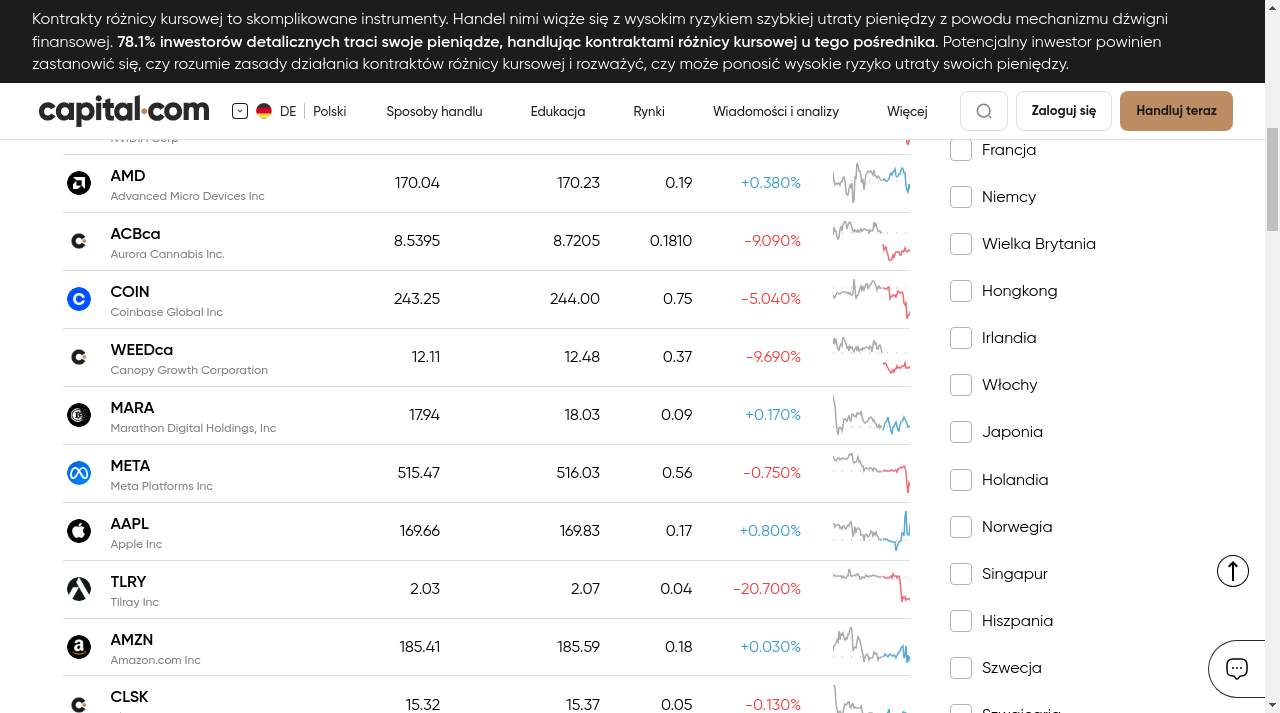 Kontrakty różnicy kursowej to skomplikowane instrumenty. Handel nimi wiąże się z wysokim ryzykiem szybkiej utraty pieniędzy z powodu mechanizmu dźwigni
finansowej. 78.1% inwestorów detalicznych traci swoje pieniądze, handlując kontraktami różnicy kursowej u tego pośrednika. Potencjalny inwestor powinien
zastanowić się, czy rozumie zasady działania kontraktów różnicy kursowej i rozważyć, czy może ponosić wysokie ryzyko utraty swoich pieniędzy.
capital.com DE Polski Sposoby handlu Edukacja Rynki Wiadomości i analizy Więcej Zaloguj się Handluj teraz
NVIDIA Corp
AMD 170.04 170.23 0.19 +0.380%
Advanced Micro Devices Inc
ACBca 8.5395 8.7205 0.1810 -9.090%
Aurora Cannabis Inc.
COIN 243.25 244.00 0.75 -5.040%
Coinbase Global Inc
WEEDca 12.11 12.48 0.37 -9.690%
Canopy Growth Corporation
MARA 17.94 18.03 0.09 +0.170%
Marathon Digital Holdings, Inc
META 515.47 516.03 0.56 -0.750%
Meta Platforms Inc
AAPL 169.66 169.83 0.17 +0.800%
Apple Inc
TLRY 2.03 2.07 0.04 -20.700%
Tilray Inc
AMZN 185.41 185.59 0.18 +0.030%
Amazon.com Inc
CLSK 15.32 15.37 0.05 -0.130%
Francja
Niemcy
Wielka Brytania
Hongkong
Irlandia
Włochy
Japonia
Holandia
Norwegia
Singapur
Hiszpania
Szwecja
Szwajcaria